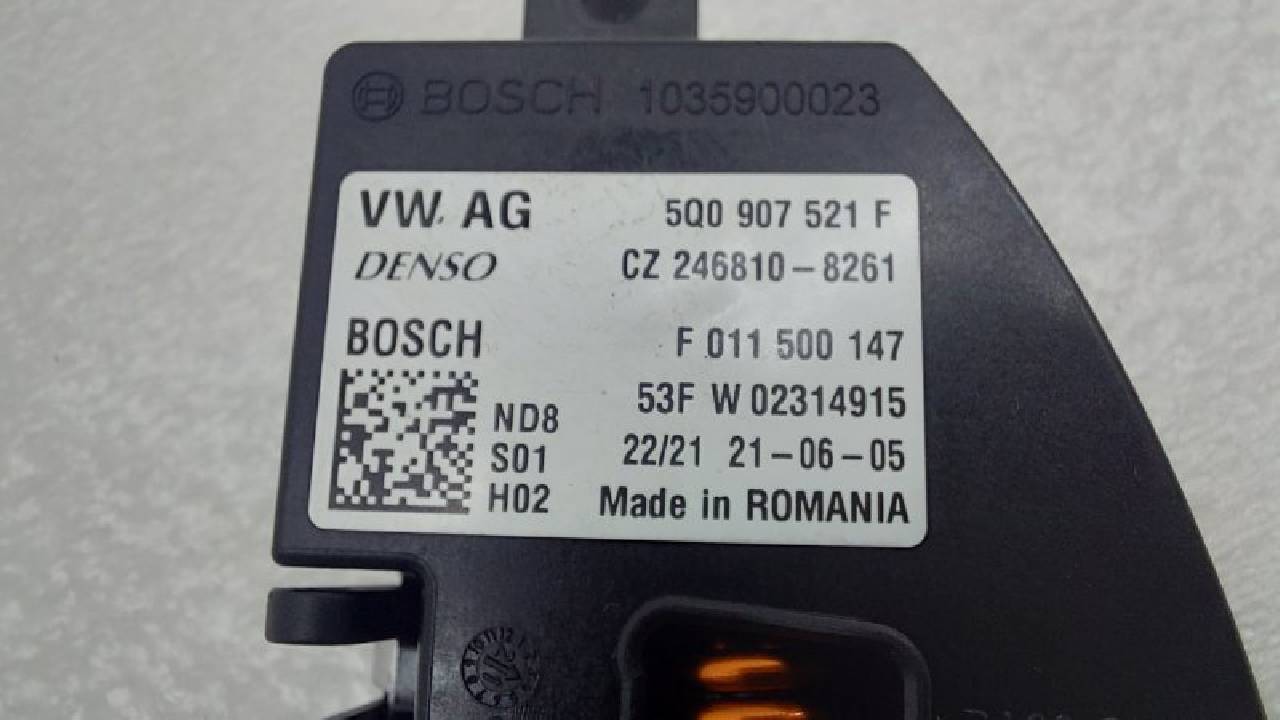 BOSCH 1035900023
VW AG 5Q0 907 521 F
DENSO CZ 246810-8261
BOSCH F 011 500 147
53F W 02314915
ND8
S01 22/21 21-06-05
H02 Made in ROMANIA